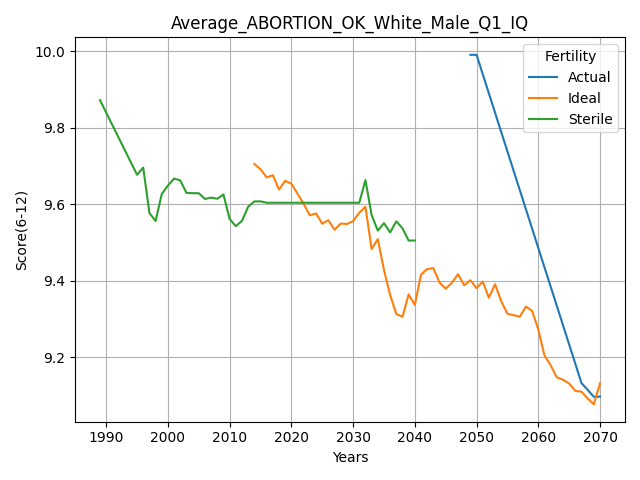 Average_ABORTION_OK_White_Male_Q1_IQ
Fertility
Actual
Ideal
Sterile
Score(6-12)
10.0
9.8
9.6
9.4
9.2
1990 2000 2010 2020 2030 2040 2050 2060 2070
Years